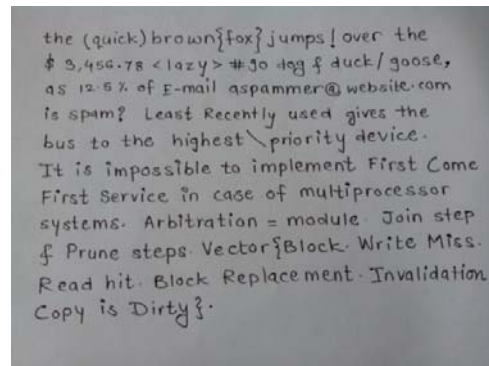 the (quick) brown{fox} jumps! over the
$ 3,456.78 <lazy> #90 dog & duck/goose,
as 12.5% of E-mail aspammer@website.com
is spam? Least Recently used gives the
bus to the highest\priority device.
It is impossible to implement First Come
First Service in case of multiprocessor
systems. Arbitration = module. Join step
& Prune steps. Vector{Block. Write Miss.
Read hit. Block Replacement. Invalidation
Copy is Dirty}.